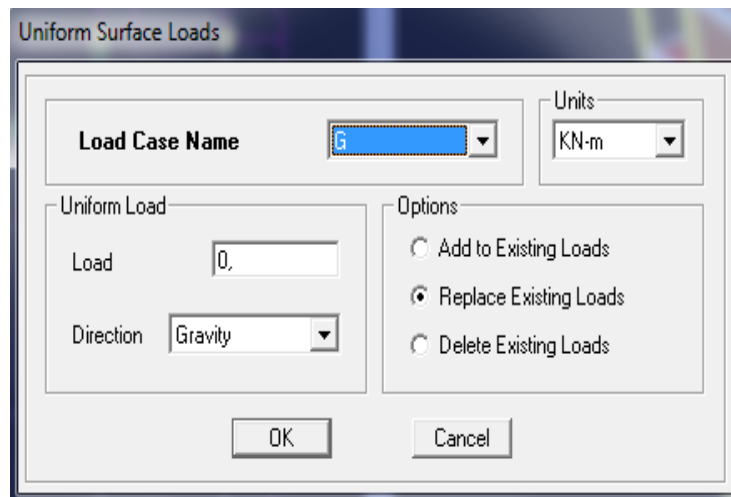 Uniform Surface Loads
Load Case Name
G
Units
KN-m
Uniform Load
Load
0,
Direction
Gravity
Options
Add to Existing Loads
Replace Existing Loads
Delete Existing Loads
OK
Cancel